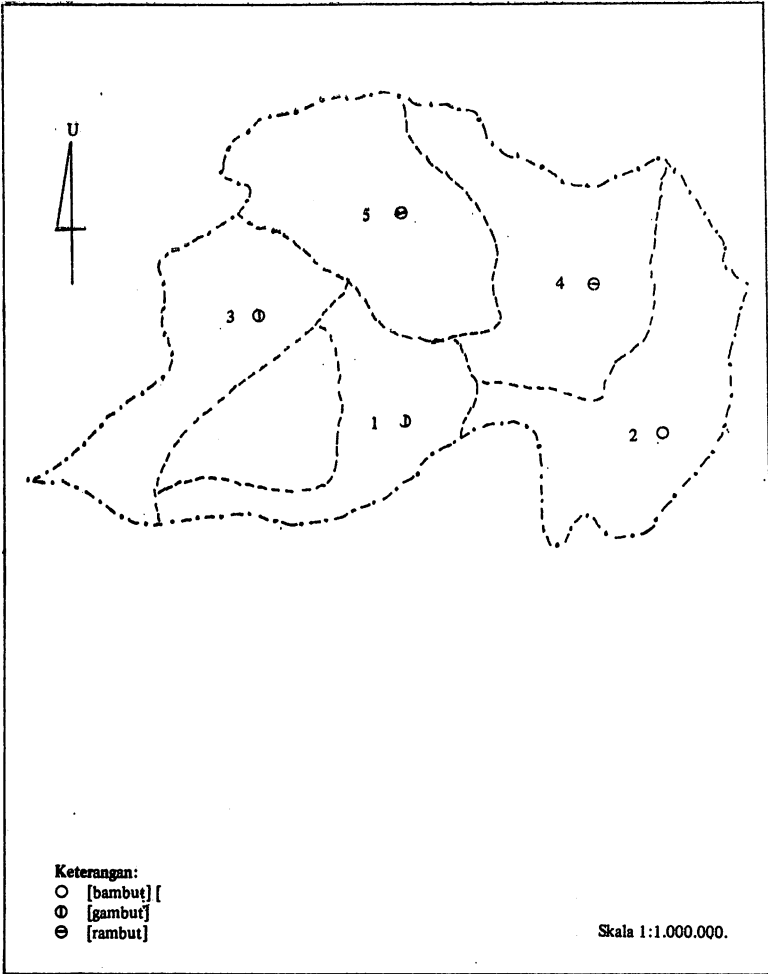 U
5
4
3
1
2
Keterangan:
[bambut] [
[gambut]
[rambut]
Skala 1:1.000.000.